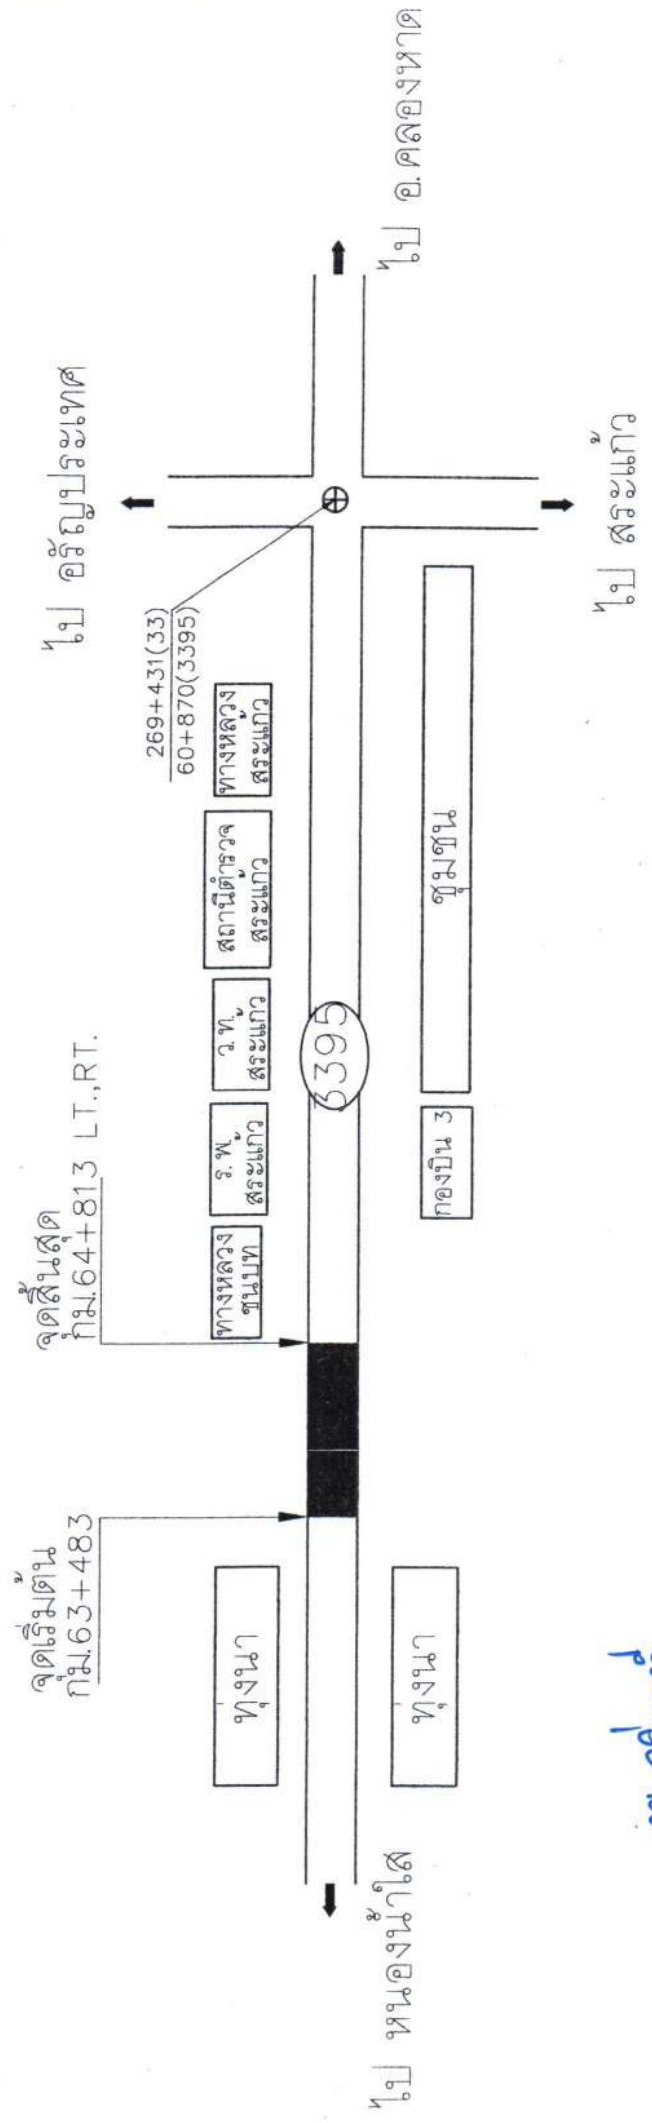 ไป อรัญประเทศ
ไป อ.คลองหาด
จุดสิ้นสุด
กม.64+813 LT.,RT.
จุดเริ่มต้น
กม.63+483
269+431(33)
60+870(3395)
ทางหลวง
ชนบท
ร.พ.
สระแก้ว
ว.ท.
สระแก้ว
สถานีตำรวจ
สระแก้ว
ทางหลวง
สระแก้ว
ทุ่งนา
3395
ทุ่งนา
กองบิน 3
ชุมชน
ไป หนองน้ำใส
ไป สระแก้ว